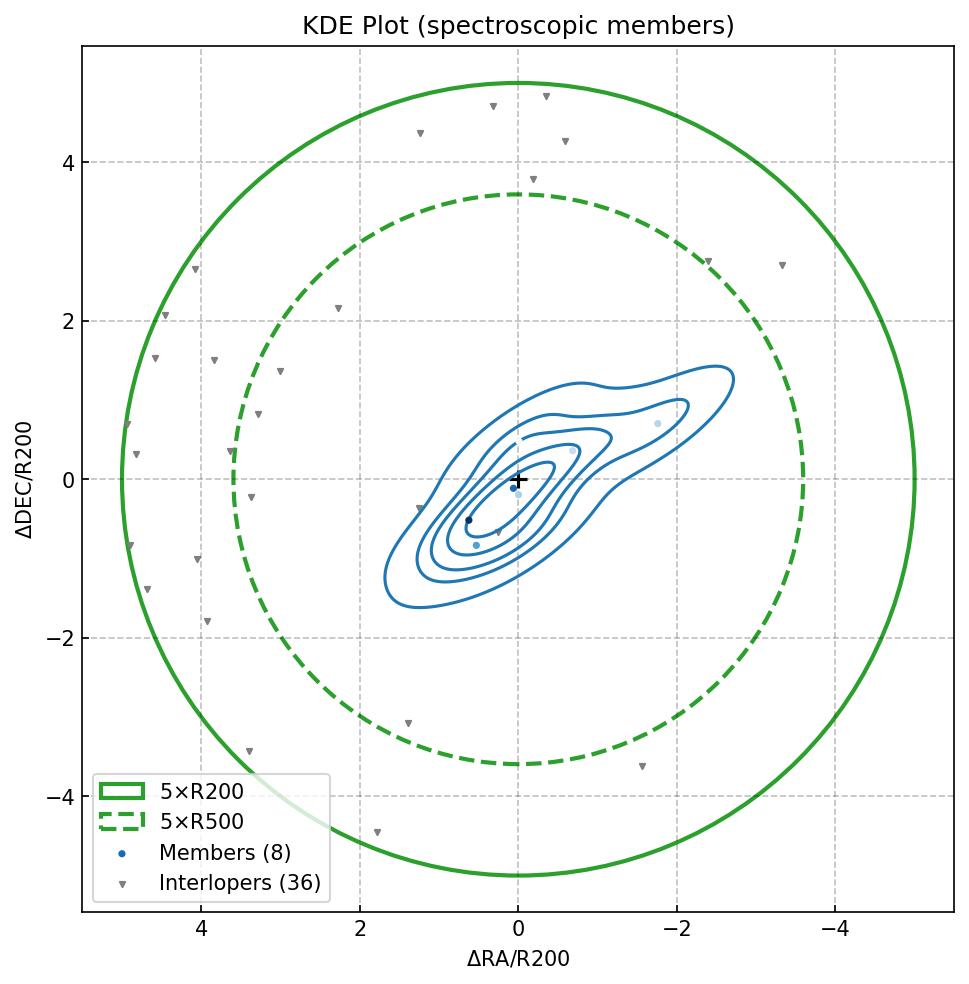 KDE Plot (spectroscopic members)
ΔDEC/R200
4
2
0
−2
−4
5×R200
5×R500
Members (8)
Interlopers (36)
4
2
0
−2
−4
ΔRA/R200